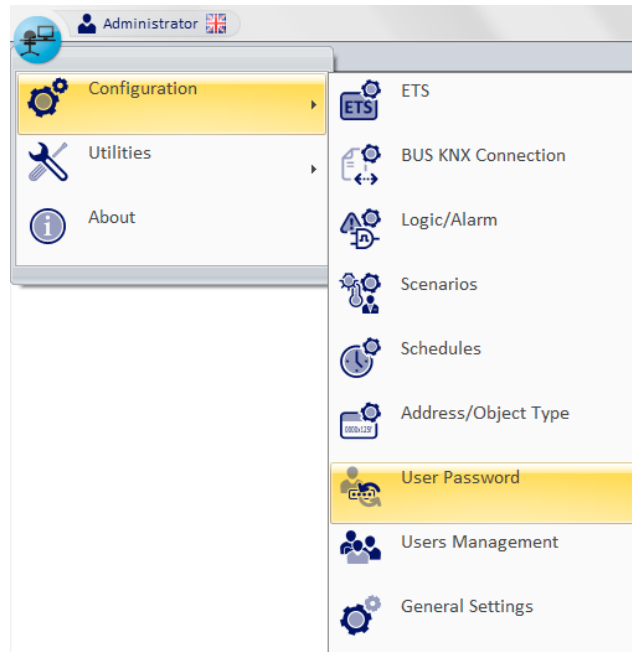 Administrator
Configuration
Utilities
About
ETS
ETS
BUS KNX Connection
Logic/Alarm
Scenarios
Schedules
Address/Object Type
User Password
Users Management
General Settings